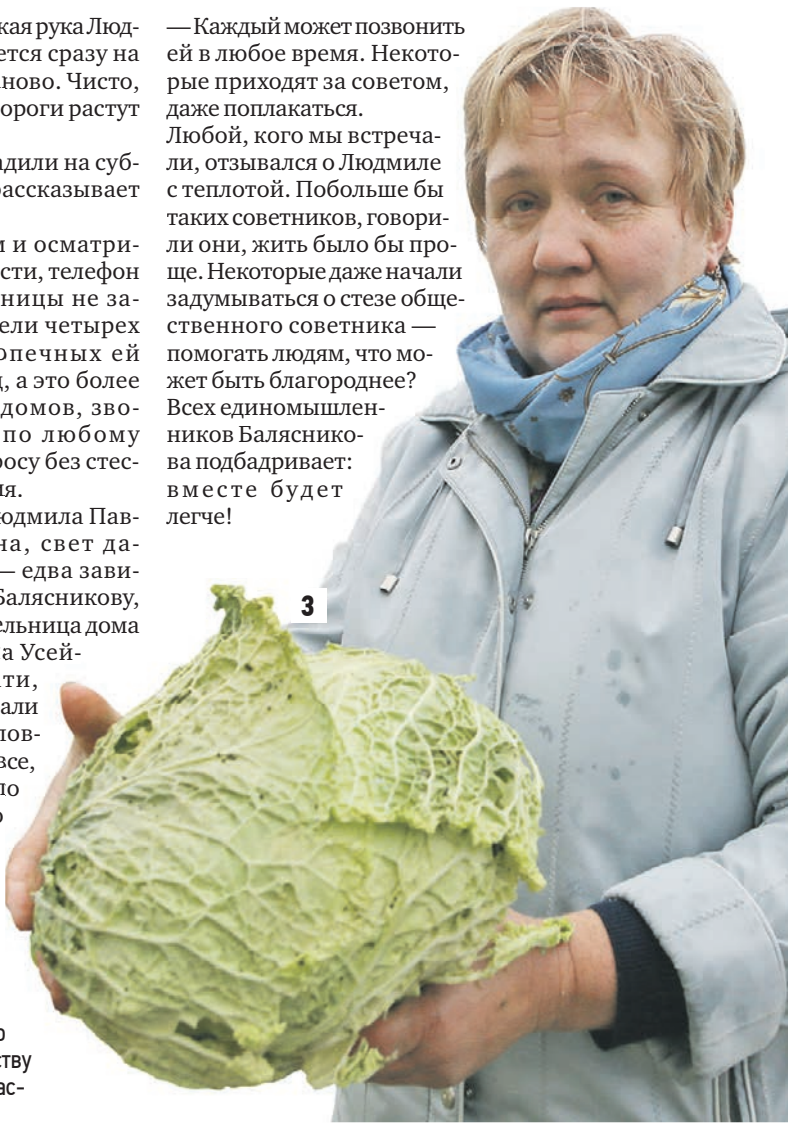 кая рука Люд-
ется сразу на
ново. Чисто,
ороги растут
адили на суб-
рассказывает
и и осматри-
сти, телефон
ницы не за-
ели четырех
опечных ей
, а это более
домов, зво-
по любому
росу без стес-
ия.
юдмила Пав-
на, свет да-
— едва зави-
Балясникову,
ельница дома
а Усей-
ти,
али
лов-
все,
ло
о
о
тву
ас-
— Каждый может позвонить
ей в любое время. Некото-
рые приходят за советом,
даже поплакаться.
Любой, кого мы встреча-
ли, отзывался о Людмиле
с теплотой. Побольше бы
таких советников, говори-
ли они, жить было бы про-
ще. Некоторые даже начали
задумываться о стезе обще-
ственного советника —
помогать людям, что мо-
жет быть благороднее?
Всех единомышлен-
ников Баляснико-
ва подбадривает:
вместе будет
легче!
3